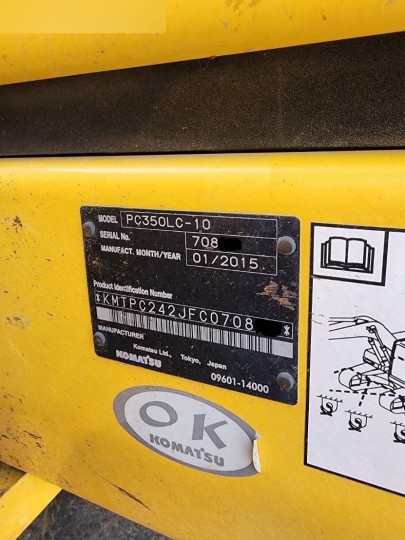 MODEL PC350LC-10
SERIAL No. 708
MANUFACT. MONTH/YEAR 01/2015
Product Identification Number
*KMTPC242JFC0708 *
MANUFACTURER
Komatsu Ltd., Tokyo, Japan
KOMATSU 09601-14000
OK
KOMATSU